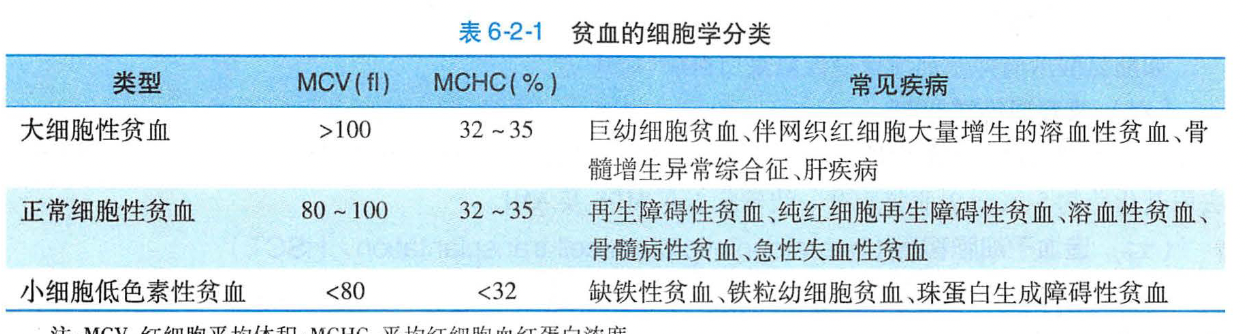 表 6-2-1 贫血的细胞学分类
类型 MCV(fl) MCHC(%) 常见疾病
大细胞性贫血 >100 32~35 巨幼细胞贫血、伴网织红细胞大量增生的溶血性贫血、骨
髓增生异常综合征、肝疾病
正常细胞性贫血 80~100 32~35 再生障碍性贫血、纯红细胞再生障碍性贫血、溶血性贫血、
骨髓病性贫血、急性失血性贫血
小细胞低色素性贫血 <80 <32 缺铁性贫血、铁粒幼细胞贫血、珠蛋白生成障碍性贫血
注:MCV,红细胞平均体积;MCHC,平均红细胞血红蛋白浓度